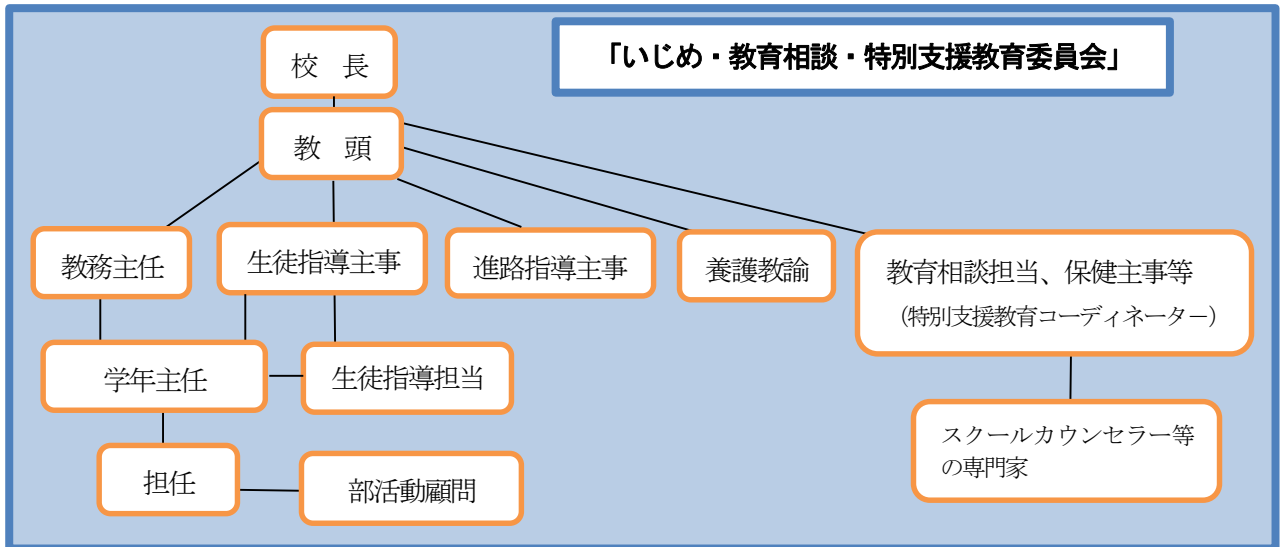 「いじめ・教育相談・特別支援教育委員会」
校　長
教　頭
教務主任
生徒指導主事
進路指導主事
養護教諭
教育相談担当、保健主事等
（特別支援教育コーディネーター）
学年主任
生徒指導担当
スクールカウンセラー等
の専門家
担任
部活動顧問